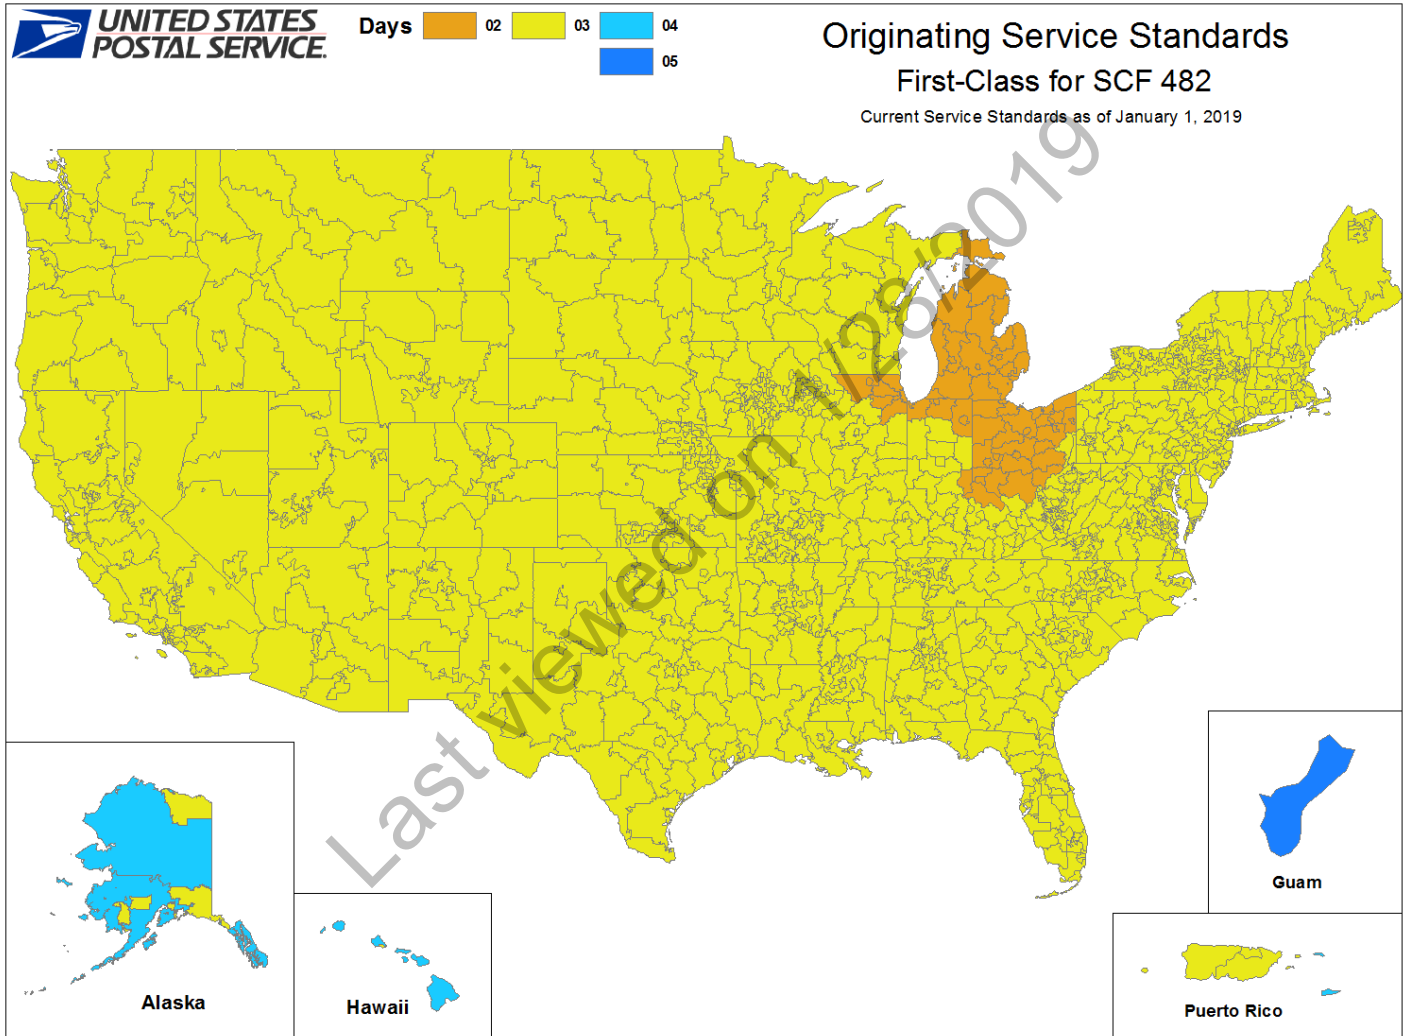 UNITED STATES
POSTAL SERVICE.
Days 02 03 04
05
Originating Service Standards
First-Class for SCF 482
Current Service Standards as of January 1, 2019
Last viewed on 1/28/2019
Alaska
Hawaii
Guam
Puerto Rico